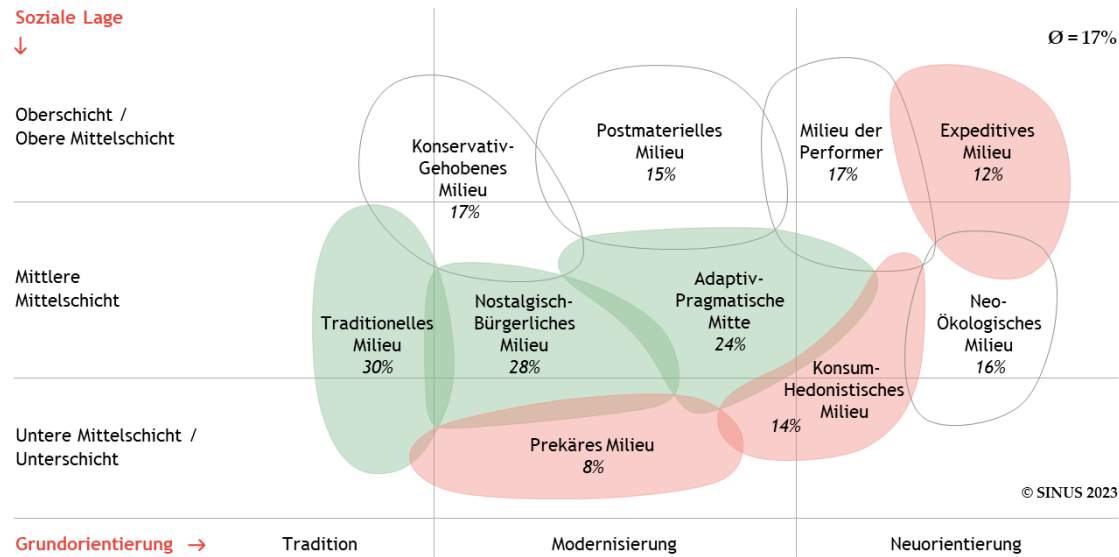 Soziale Lage
↓
Ø = 17%
Oberschicht /
Obere Mittelschicht
Konservativ-
Gehobenes
Milieu
17%
Postmaterielles
Milieu
15%
Milieu der
Performer
17%
Expeditives
Milieu
12%
Mittlere
Mittelschicht
Traditionelles
Milieu
30%
Nostalgisch-
Bürgerliches
Milieu
28%
Adaptiv-
Pragmatische
Mitte
24%
Konsum-
Hedonistisches
Milieu
14%
Neo-
Ökologisches
Milieu
16%
Untere Mittelschicht /
Unterschicht
Prekäres Milieu
8%
© SINUS 2023
Grundorientierung →
Tradition
Modernisierung
Neuorientierung